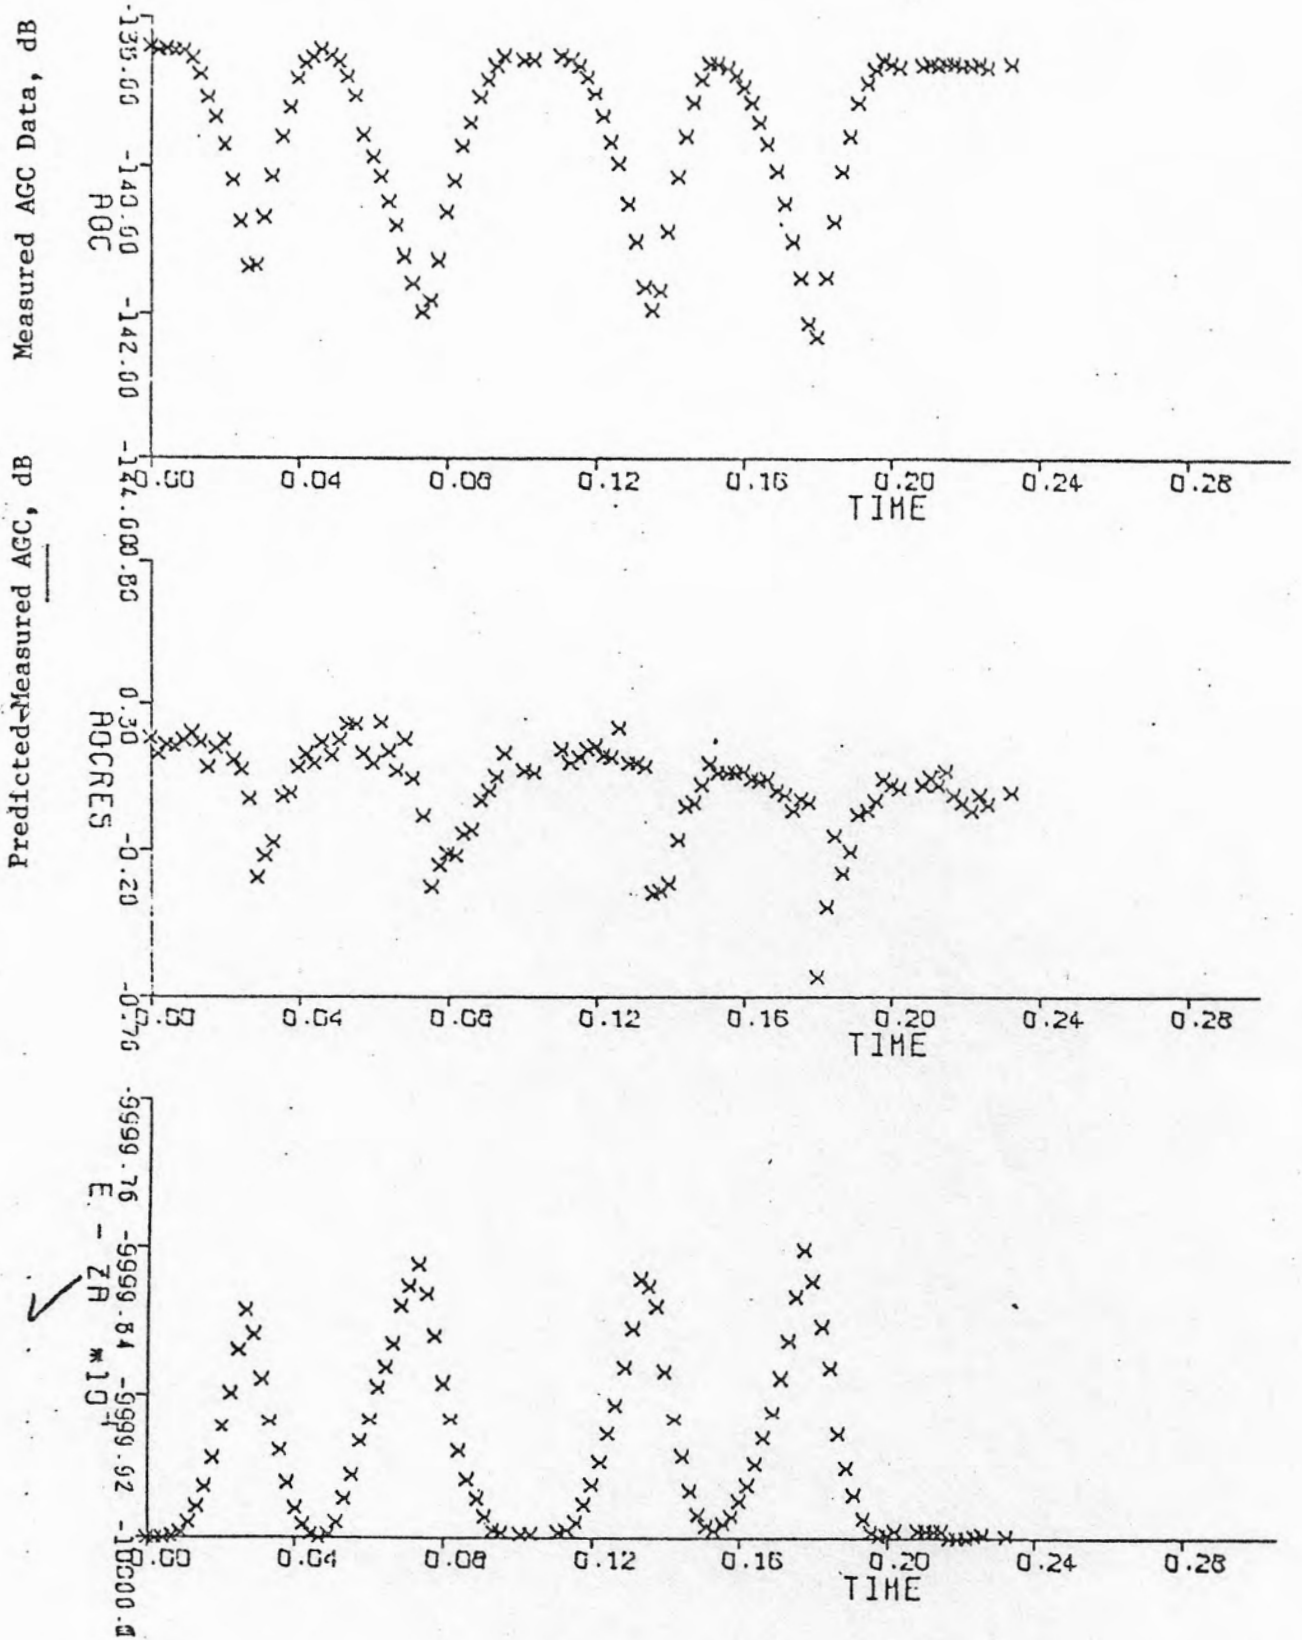 Measured AGC Data, dB
AGC
-138.00
-140.00
-142.00
-144.00
0.00 0.04 0.08 0.12 0.16 0.20 0.24 0.28
TIME
Predicted-Measured AGC, dB
AGCRES
0.80
0.30
-0.20
-0.70
0.00 0.04 0.08 0.12 0.16 0.20 0.24 0.28
TIME
E - ZA *10
-9999.76
-9999.84
-9999.92
-10000.0
0.00 0.04 0.08 0.12 0.16 0.20 0.24 0.28
TIME